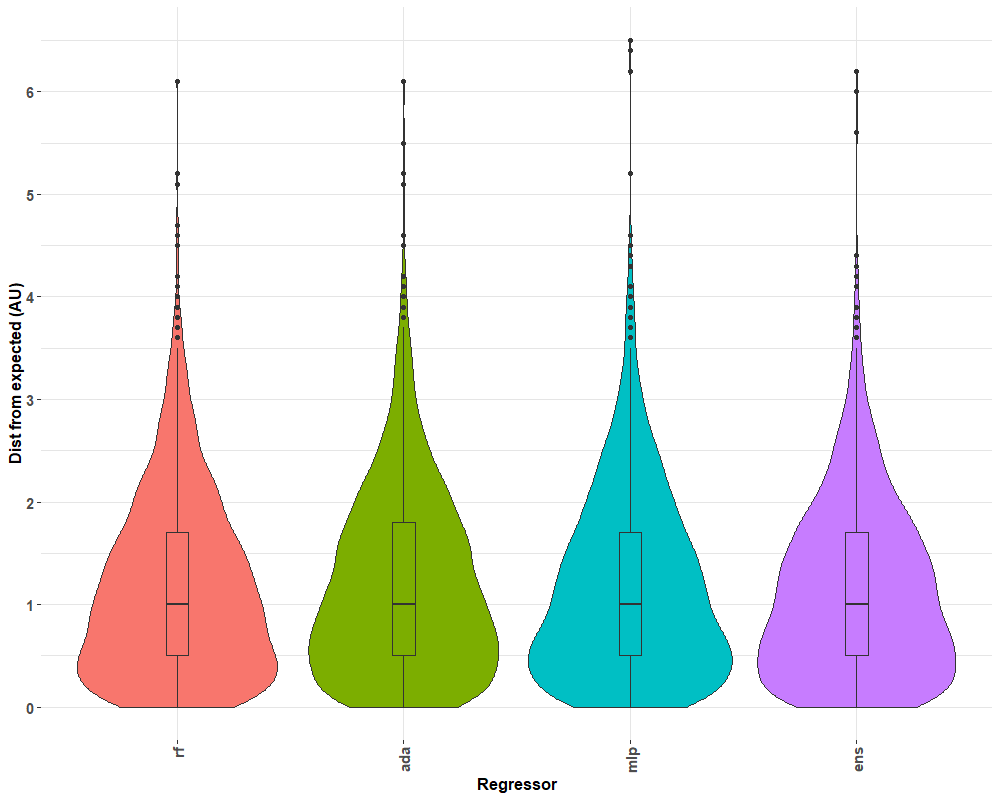 Dist from expected (AU)
6
5
4
3
2
1
0
rf
ada
mlp
ens
Regressor